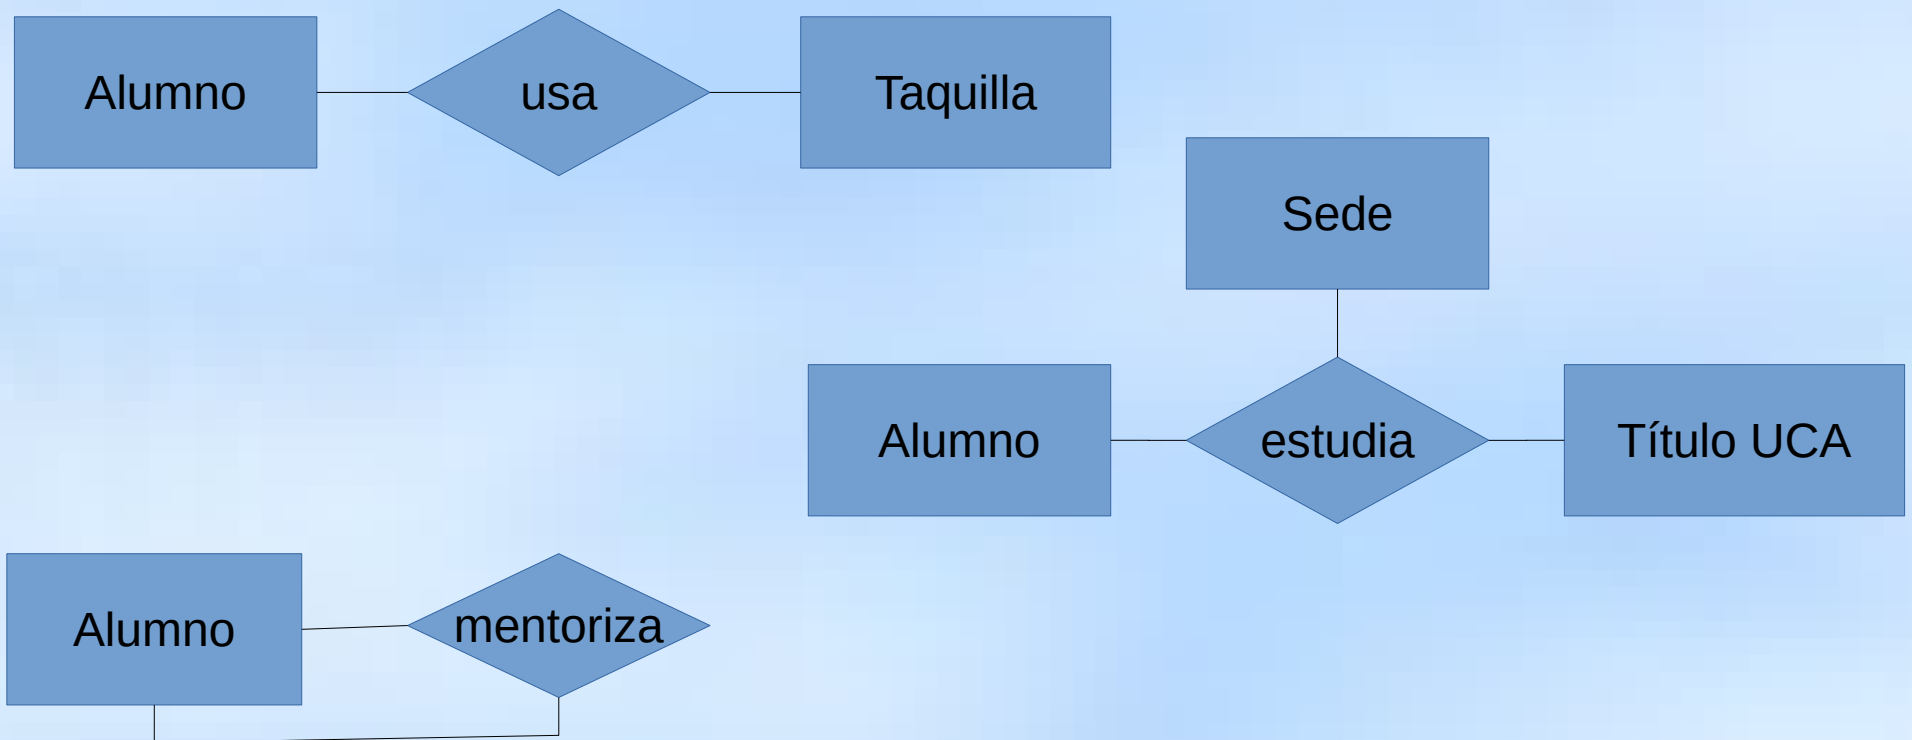 Alumno
usa
Taquilla
Sede
Alumno
estudia
Título UCA
Alumno
mentoriza